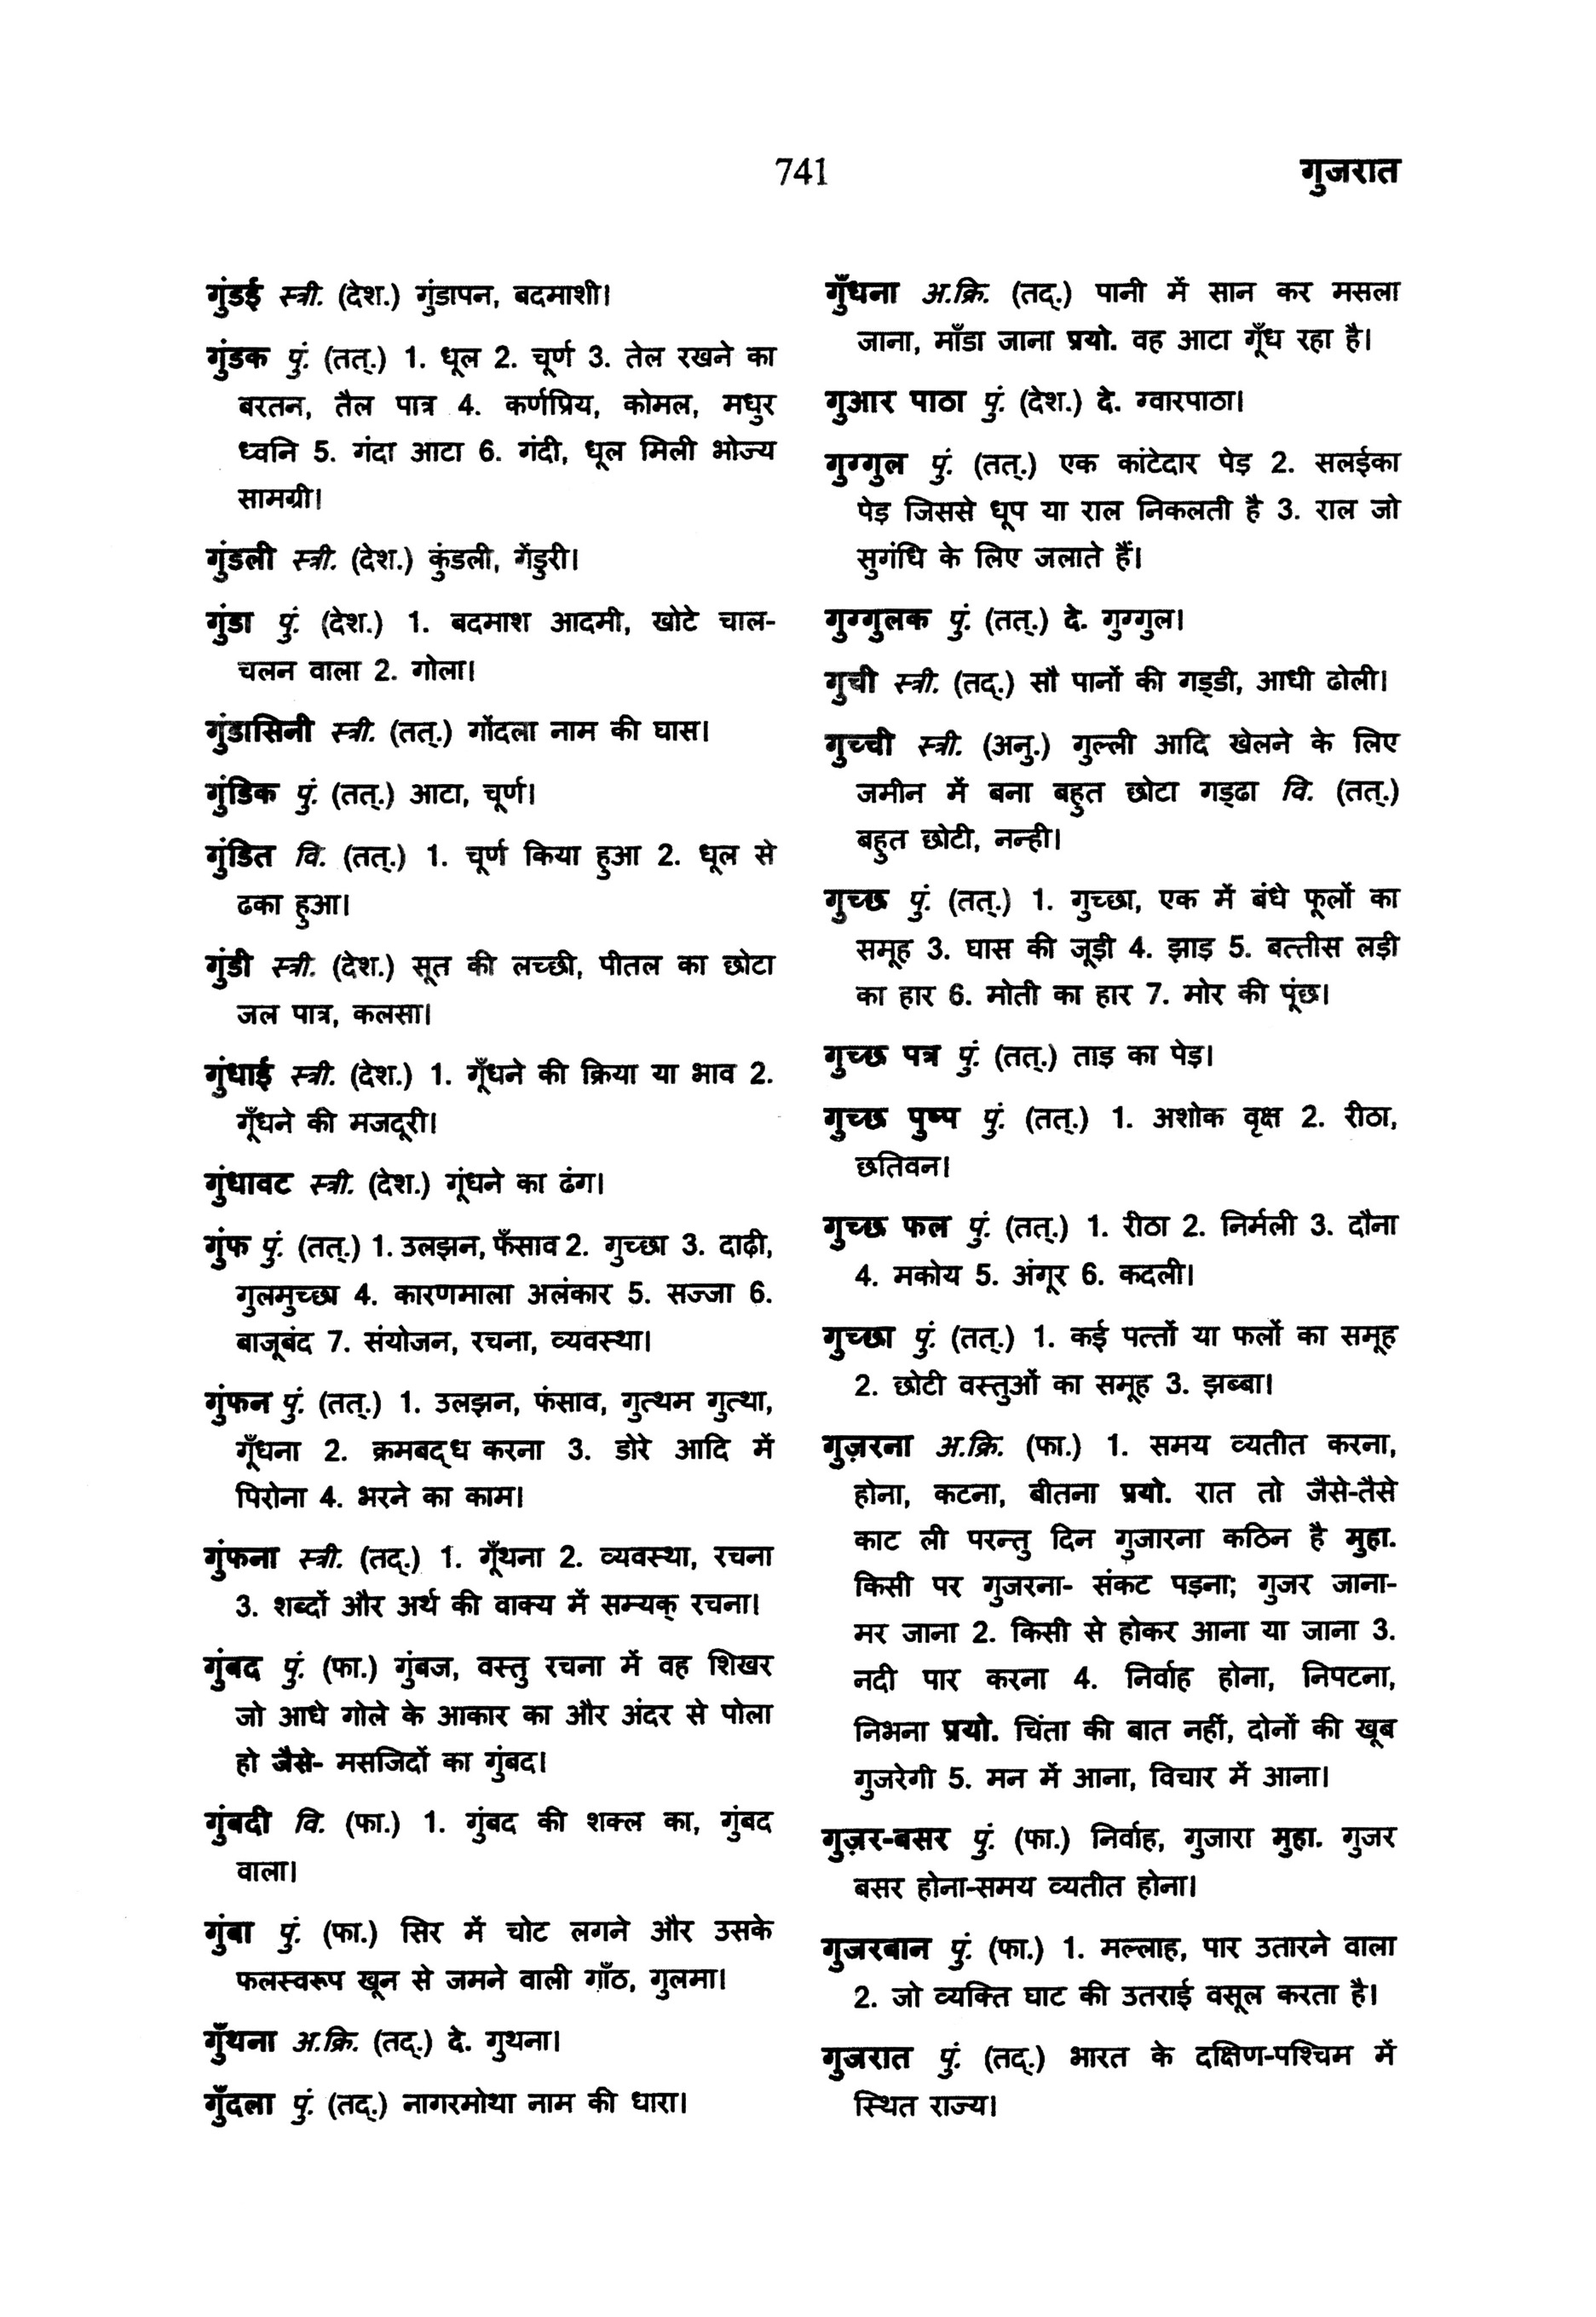 741
गुजरात
गुंडई स्त्री. (देश.) गुंडापन, बदमाशी।
गुंडक पुं. (तत्.) 1. धूल 2. चूर्ण 3. तेल रखने का
बरतन, तैल पात्र 4. कर्णप्रिय, कोमल, मधुर
ध्वनि 5. गंदा आटा 6. गंदी, धूल मिली भोज्य
सामग्री।
गुंडली स्त्री. (देश.) कुंडली, गेंडुरी।
गुंडा पुं. (देश.) 1. बदमाश आदमी, खोटे चाल-
चलन वाला 2. गोला।
गुंडासिनी स्त्री. (तत्.) गोंदला नाम की घास।
गुंडिक पुं. (तत्.) आटा, चूर्ण।
गुंडित वि. (तत्.) 1. चूर्ण किया हुआ 2. धूल से
ढका हुआ।
गुंडी स्त्री. (देश.) सूत की लच्छी, पीतल का छोटा
जल पात्र, कलसा।
गुंधाई स्त्री. (देश.) 1. गूँधने की क्रिया या भाव 2.
गूँधने की मजदूरी।
गुंधावट स्त्री. (देश.) गूंधने का ढंग।
गुंफ पुं. (तत्.) 1. उलझन, फँसाव 2. गुच्छा 3. दाढ़ी,
गुलमुच्छा 4. कारणमाला अलंकार 5. सज्जा 6.
बाजूबंद 7. संयोजन, रचना, व्यवस्था।
गुंफन पुं. (तत्.) 1. उलझन, फंसाव, गुत्थम गुत्था,
गूँधना 2. क्रमबद्ध करना 3. डोरे आदि में
पिरोना 4. भरने का काम।
गुंफना स्त्री. (तद्.) 1. गूँथना 2. व्यवस्था, रचना
3. शब्दों और अर्थ की वाक्य में सम्यक् रचना।
गुंबद पुं. (फा.) गुंबज, वस्तु रचना में वह शिखर
जो आधे गोले के आकार का और अंदर से पोला
हो जैसे- मसजिदों का गुंबद।
गुंबदी वि. (फा.) 1. गुंबद की शक्ल का, गुंबद
वाला।
गुंबा पुं. (फा.) सिर में चोट लगने और उसके
फलस्वरूप खून से जमने वाली गाँठ, गुलमा।
गुँथना अ.क्रि. (तद्.) दे. गुथना।
गुँदला पुं. (तद्.) नागरमोथा नाम की धारा।
गुँधना अ.क्रि. (तद्.) पानी में सान कर मसला
जाना, माँडा जाना प्रयो. वह आटा गूँध रहा है।
गुआर पाठा पुं. (देश.) दे. ग्वारपाठा।
गुग्गुल पुं. (तत्.) एक कांटेदार पेड़ 2. सलईका
पेड़ जिससे धूप या राल निकलती है 3. राल जो
सुगंधि के लिए जलाते हैं।
गुग्गुलक पुं. (तत्.) दे. गुग्गुल।
गुची स्त्री. (तद्.) सौ पानों की गड्डी, आधी ढोली।
गुच्ची स्त्री. (अनु.) गुल्ली आदि खेलने के लिए
जमीन में बना बहुत छोटा गड्ढा वि. (तत्.)
बहुत छोटी, नन्ही।
गुच्छ पुं. (तत्.) 1. गुच्छा, एक में बंधे फूलों का
समूह 3. घास की जूड़ी 4. झाड़ 5. बत्तीस लड़ी
का हार 6. मोती का हार 7. मोर की पूंछ।
गुच्छ पत्र पुं. (तत्.) ताड़ का पेड़।
गुच्छ पुष्प पुं. (तत्.) 1. अशोक वृक्ष 2. रीठा,
छतिवन।
गुच्छ फल पुं. (तत्.) 1. रीठा 2. निर्मली 3. दौना
4. मकोय 5. अंगूर 6. कदली।
गुच्छा पुं. (तत्.) 1. कई पत्तों या फलों का समूह
2. छोटी वस्तुओं का समूह 3. झब्बा।
गुज़रना अ.क्रि. (फा.) 1. समय व्यतीत करना,
होना, कटना, बीतना प्रयो. रात तो जैसे-तैसे
काट ली परन्तु दिन गुजारना कठिन है मुहा.
किसी पर गुजरना- संकट पड़ना; गुजर जाना-
मर जाना 2. किसी से होकर आना या जाना 3.
नदी पार करना 4. निर्वाह होना, निपटना,
निभना प्रयो. चिंता की बात नहीं, दोनों की खूब
गुजरेगी 5. मन में आना, विचार में आना।
गुज़र-बसर पुं. (फा.) निर्वाह, गुजारा मुहा. गुजर
बसर होना-समय व्यतीत होना।
गुजरबान पुं. (फा.) 1. मल्लाह, पार उतारने वाला
2. जो व्यक्ति घाट की उतराई वसूल करता है।
गुजरात पुं. (तद्.) भारत के दक्षिण-पश्चिम में
स्थित राज्य।